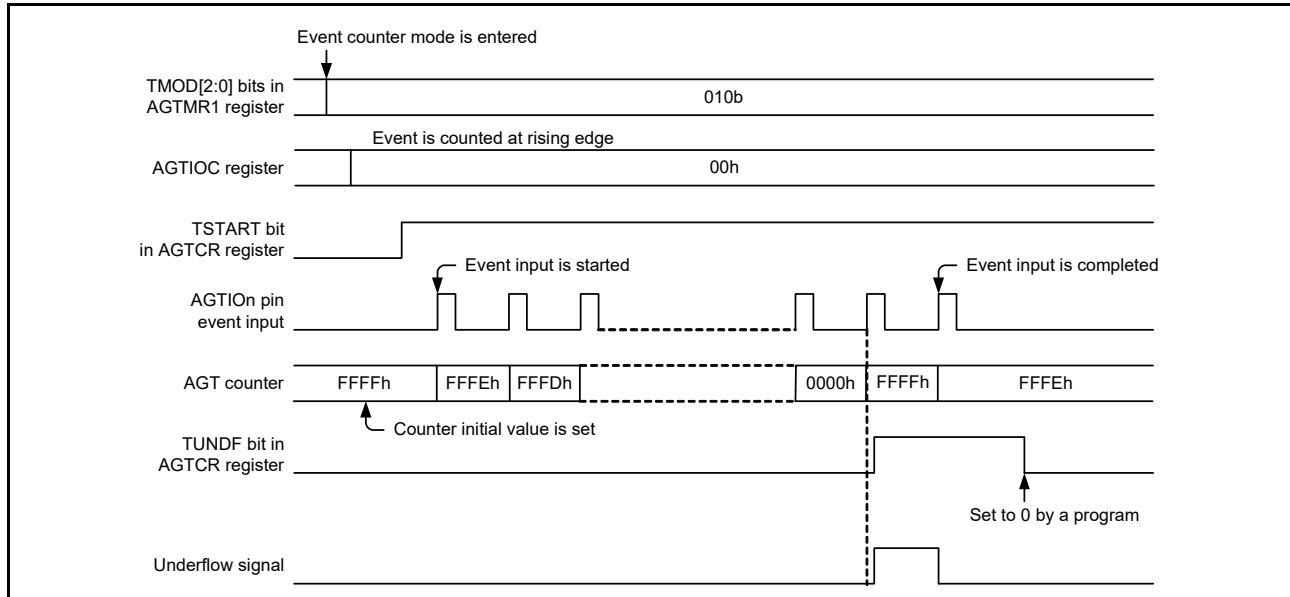 Event counter mode is entered
TMOD[2:0] bits in
AGTMR1 register
010b
Event is counted at rising edge
AGTIOC register
00h
TSTART bit
in AGTCR register
Event input is started
Event input is completed
AGTIOn pin
event input
AGT counter
FFFFh
FFFEh
FFFDh
0000h
FFFFh
FFFEh
Counter initial value is set
TUNDF bit in
AGTCR register
Set to 0 by a program
Underflow signal